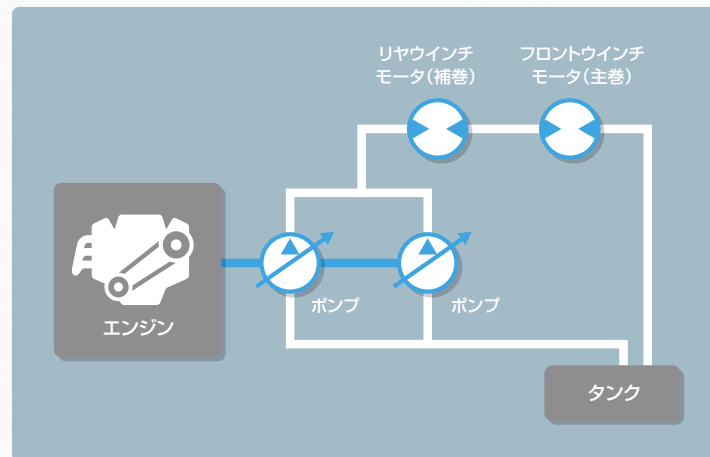 リヤウインチ
モータ(補巻)
フロントウインチ
モータ(主巻)
エンジン
ポンプ
ポンプ
タンク